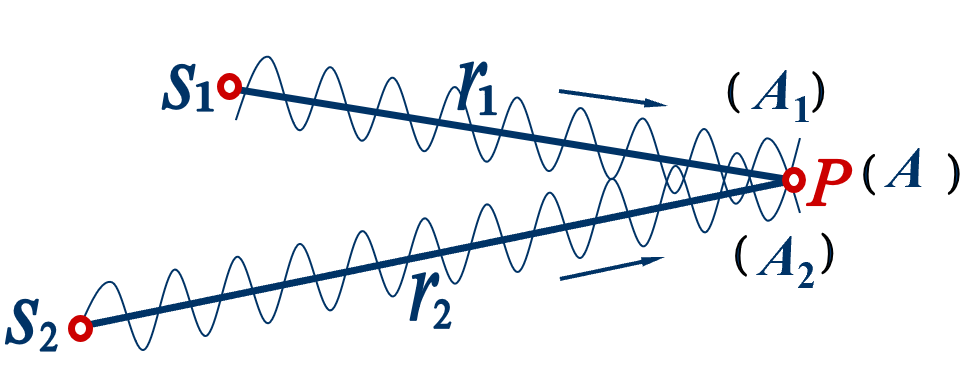 S₁
r₁
(A₁)
P(A )
(A₂)
r₂
S₂